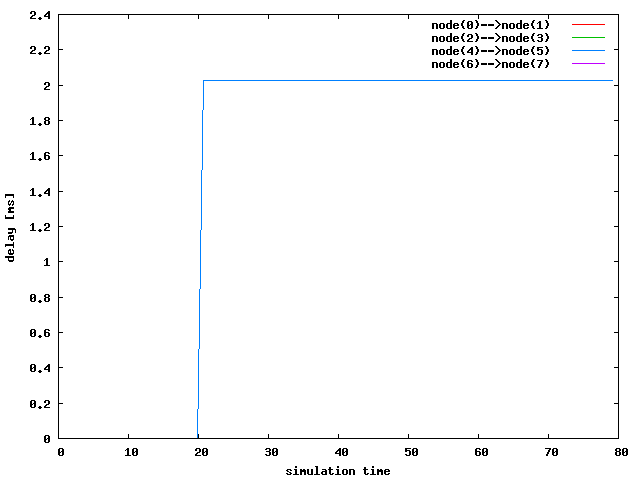 2.4
2.2
2
1.8
1.6
1.4
1.2
1
0.8
0.6
0.4
0.2
0
delay [ms]
node(0)-->node(1)
node(2)-->node(3)
node(4)-->node(5)
node(6)-->node(7)
0 10 20 30 40 50 60 70 80
simulation time